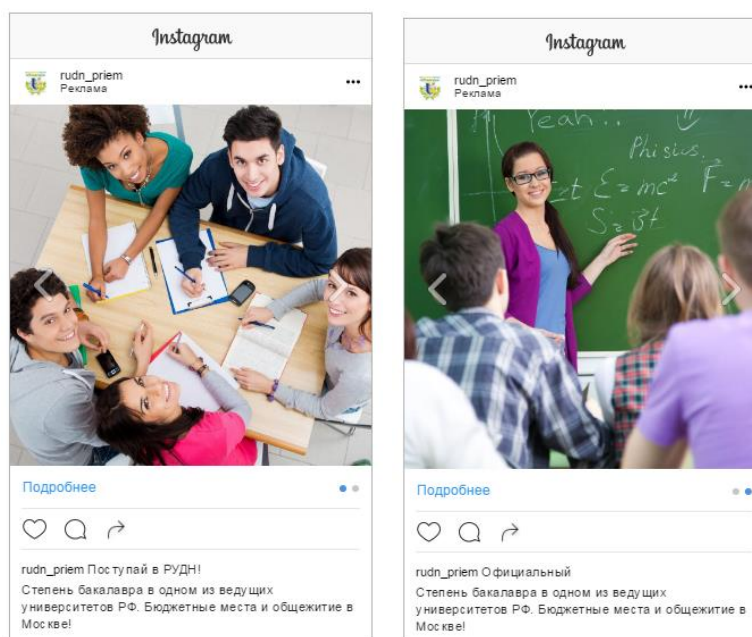 Instagram
rudn_priem
Реклама
Подробнее
rudn_priem Поступай в РУДН!
Степень бакалавра в одном из ведущих
университетов РФ. Бюджетные места и общежитие в
Москве!
Instagram
rudn_priem
Реклама
Yeah..
Phisics.
E=mc²
S=
Подробнее
rudn_priem Официальный
Степень бакалавра в одном из ведущих
университетов РФ. Бюджетные места и общежитие в
Москве!